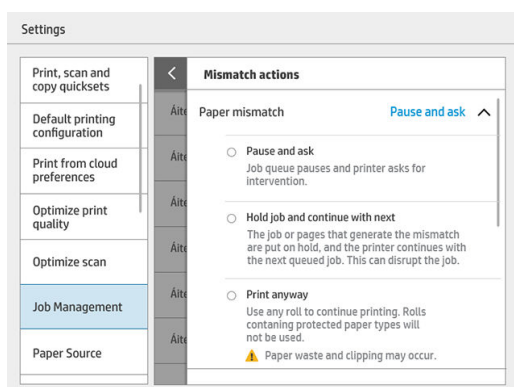 Settings
Print, scan and
copy quicksets
Default printing
configuration
Print from cloud
preferences
Optimize print
quality
Optimize scan
Job Management
Paper Source
Mismatch actions
Paper mismatch Pause and ask
Pause and ask
Job queue pauses and printer asks for
intervention.
Hold job and continue with next
The job or pages that generate the mismatch
are put on hold, and the printer continues with
the next queued job. This can disrupt the job.
Print anyway
Use any roll to continue printing. Rolls
contaning protected paper types will
not be used.
Paper waste and clipping may occur.